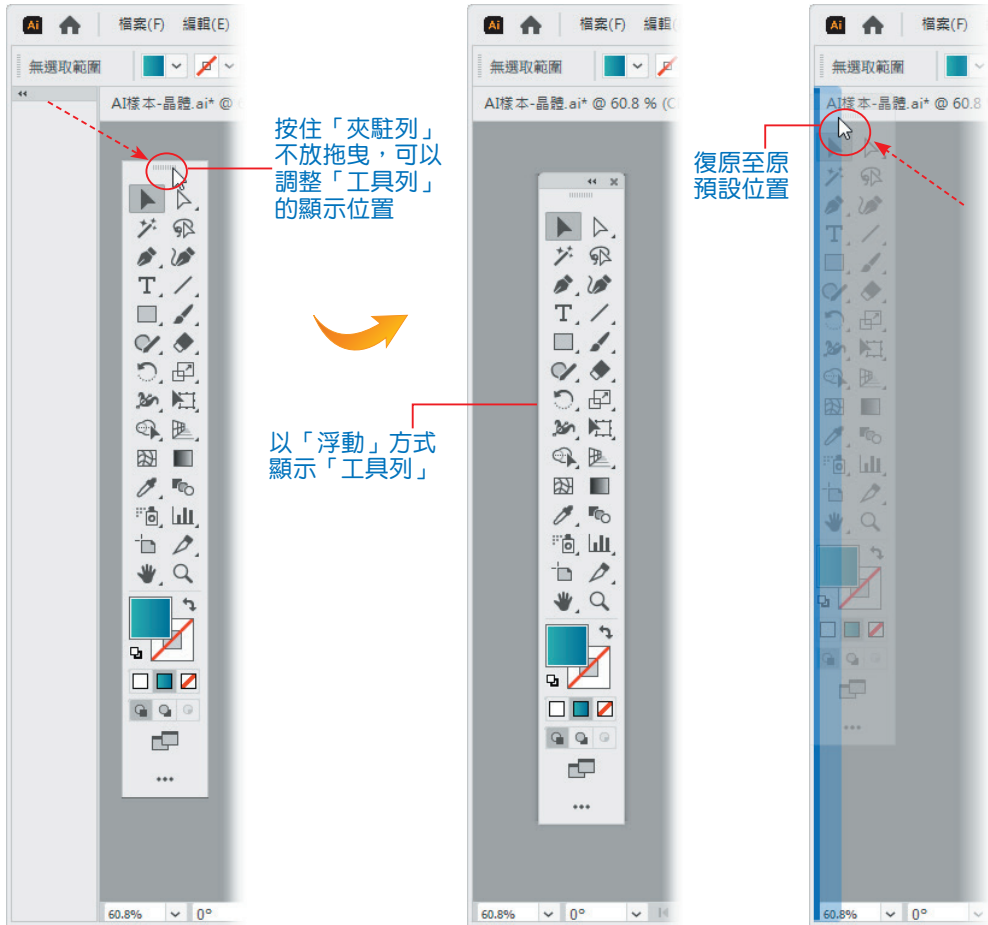 Ai 檔案(F) 編輯(E)
無選取範圍
AI樣本-晶體.ai* @
按住「夾駐列」
不放拖曳，可以
調整「工具列」
的顯示位置
60.8% 0°
Ai 檔案(F) 編輯
無選取範圍
AI樣本-晶體.ai* @ 60.8 % (C
以「浮動」方式
顯示「工具列」
60.8% 0°
Ai 檔案(F)
無選取範圍
AI樣本-晶體.ai* @ 60.8
復原至原
預設位置
60.8% 0°